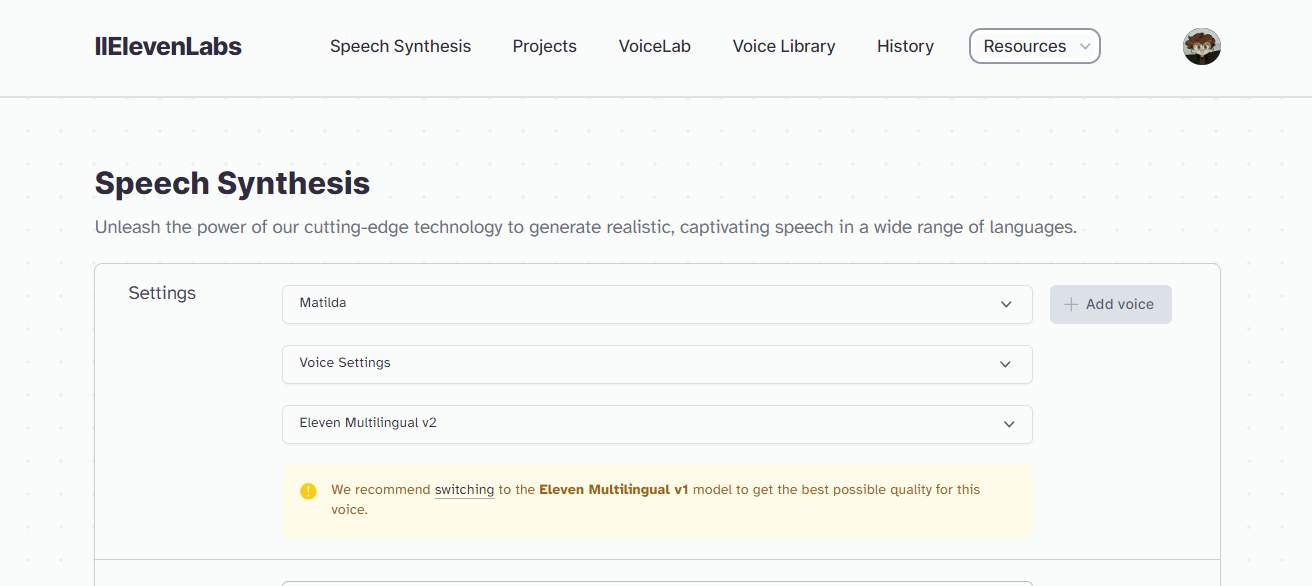 IIElevenLabs
Speech Synthesis
Projects
VoiceLab
Voice Library
History
Resources
Speech Synthesis
Unleash the power of our cutting-edge technology to generate realistic, captivating speech in a wide range of languages.
Settings
Matilda
Add voice
Voice Settings
Eleven Multilingual v2
We recommend switching to the Eleven Multilingual v1 model to get the best possible quality for this
voice.